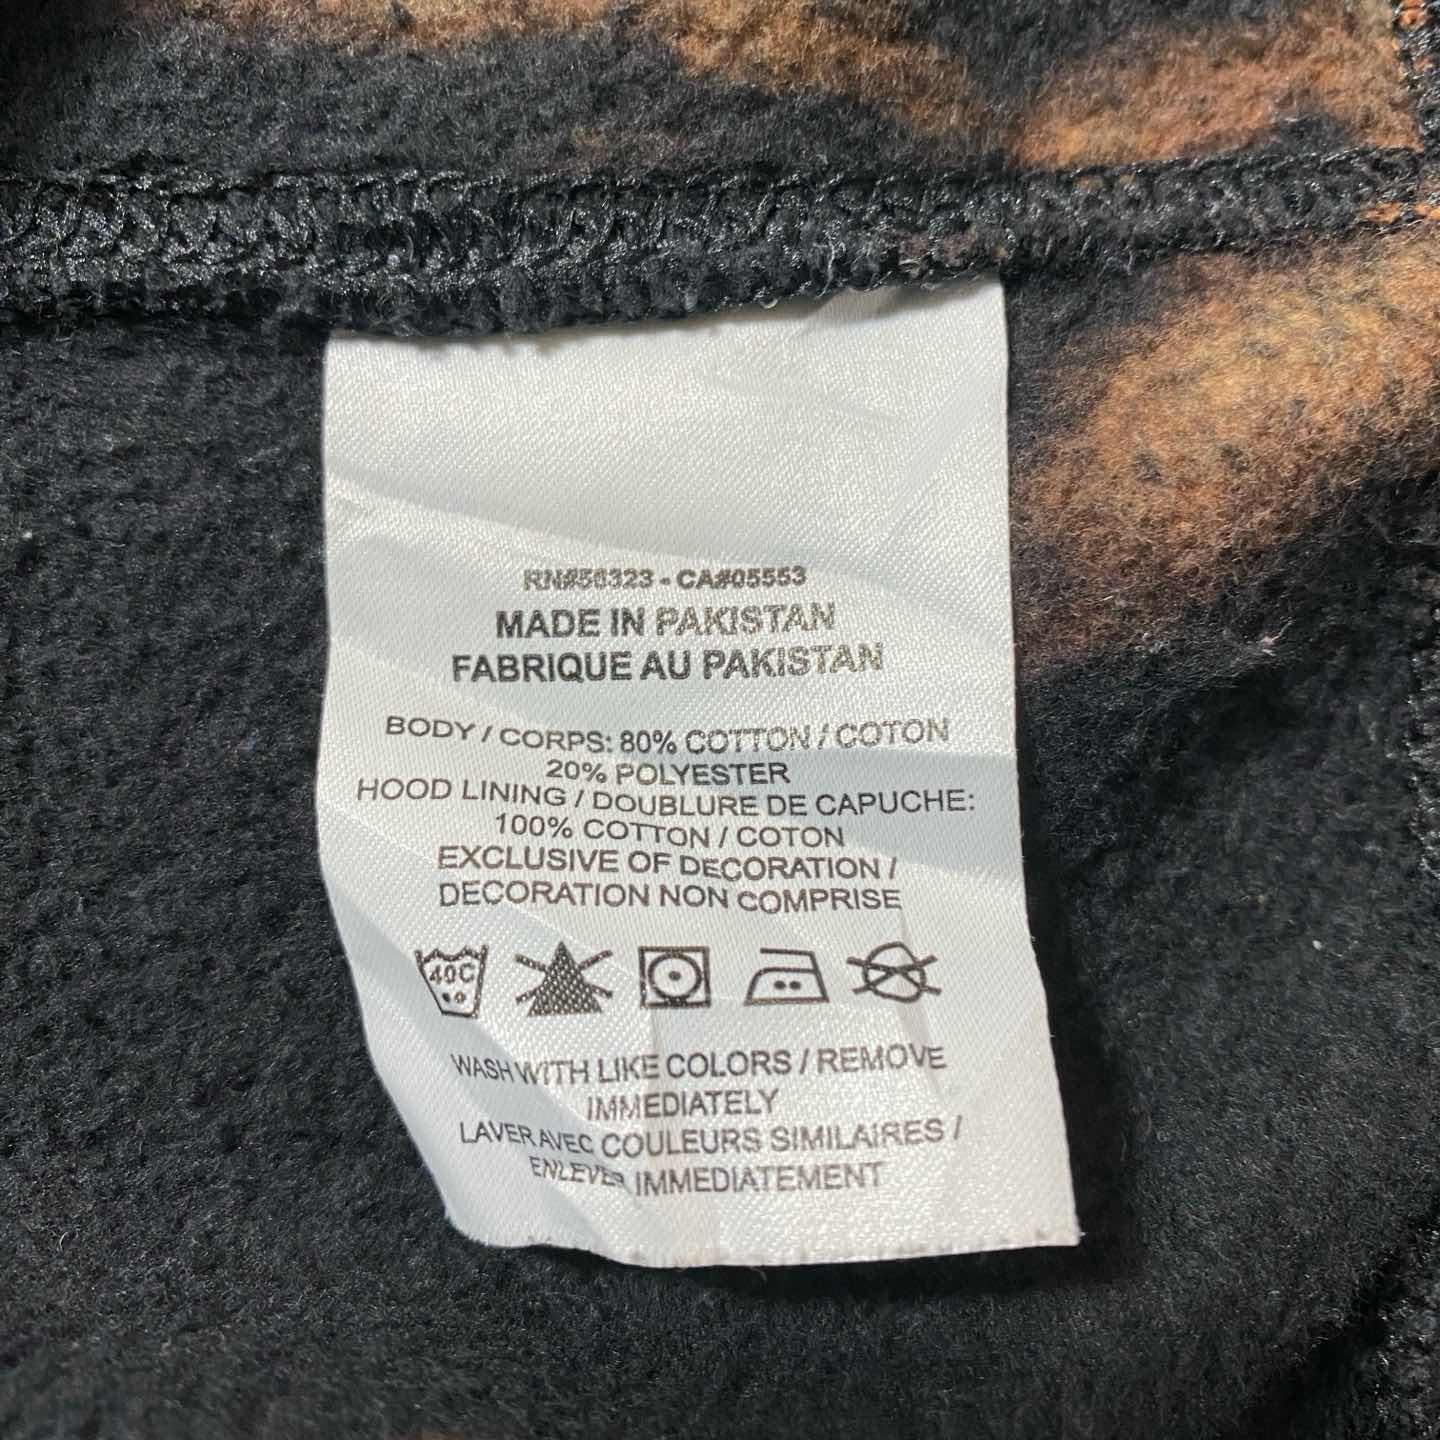 RN#56323 - CA#05553
MADE IN PAKISTAN
FABRIQUE AU PAKISTAN
BODY / CORPS: 80% COTTON / COTON
20% POLYESTER
HOOD LINING / DOUBLURE DE CAPUCHE:
100% COTTON / COTON
EXCLUSIVE OF DECORATION /
DECORATION NON COMPRISE
40C
WASH WITH LIKE COLORS / REMOVE
IMMEDIATELY
LAVER AVEC COULEURS SIMILAIRES /
ENLEVER IMMEDIATEMENT